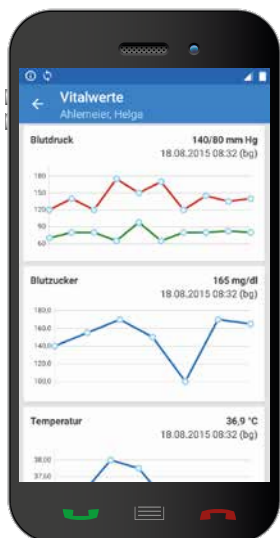 Vitalwerte
Ahlemeier, Helga
Blutdruck 140/80 mm Hg
18.08.2015 08:32 (bg)
180
150
120
90
60
Blutzucker 165 mg/dl
18.08.2015 08:32 (bg)
180,0
160,0
140,0
120,0
100,0
Temperatur 36,9 °C
18.08.2015 08:32 (bg)
38,00
37,60